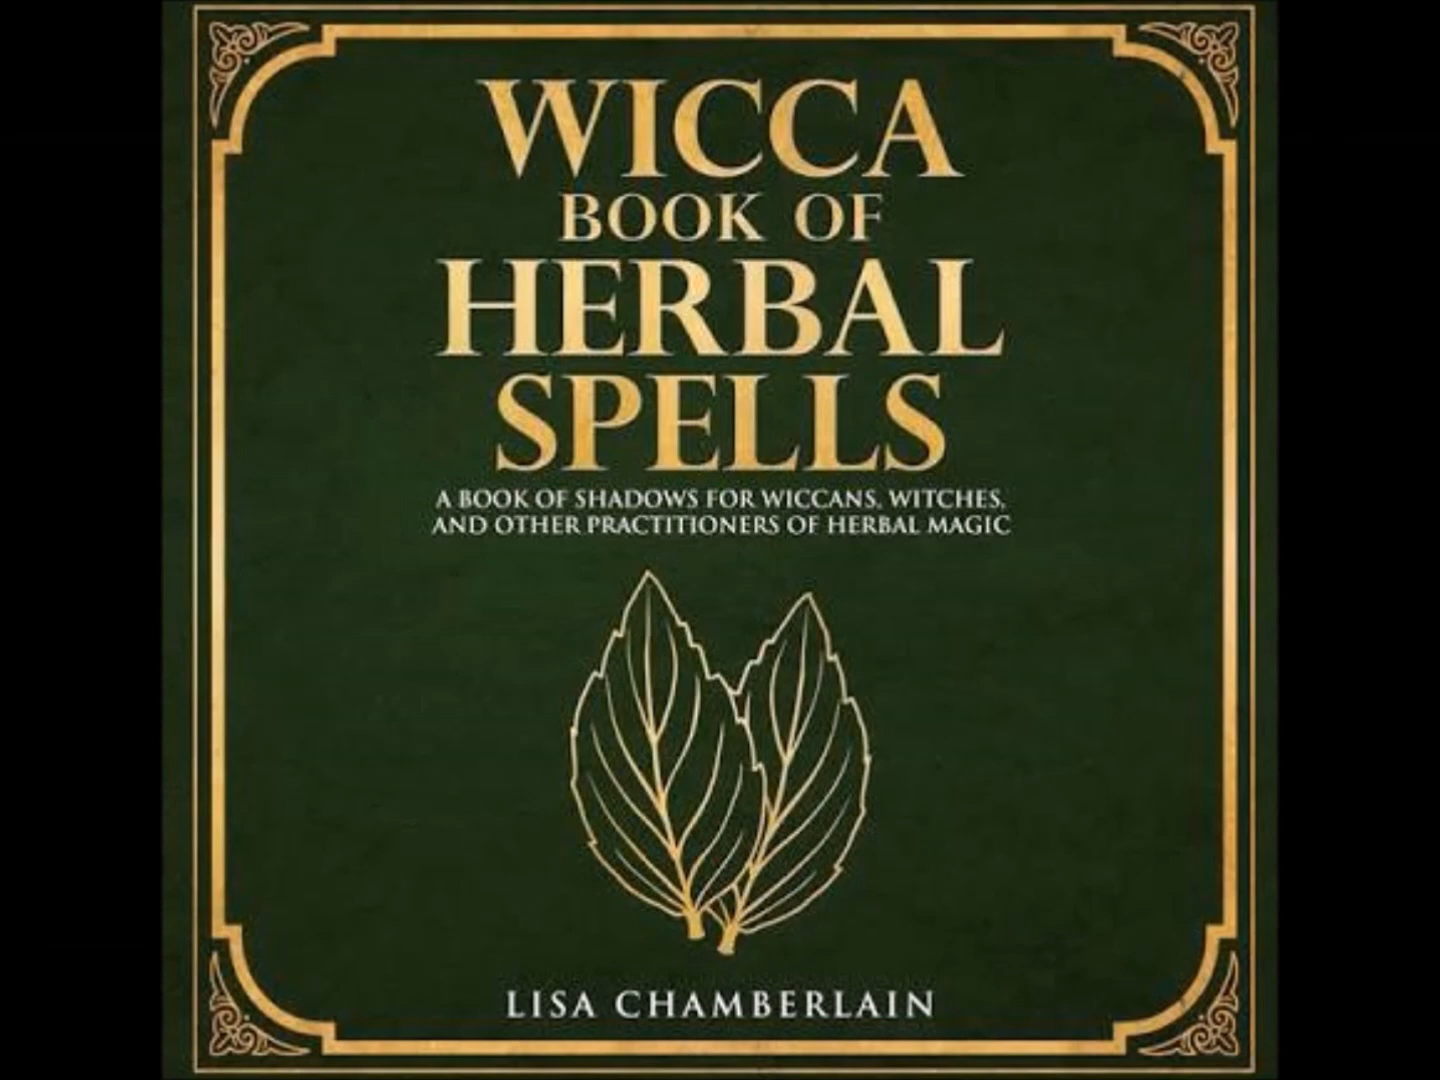 WICCA
BOOK OF
HERBAL
SPELLS
A BOOK OF SHADOWS FOR WICCANS, WITCHES,
AND OTHER PRACTITIONERS OF HERBAL MAGIC
LISA CHAMBERLAIN